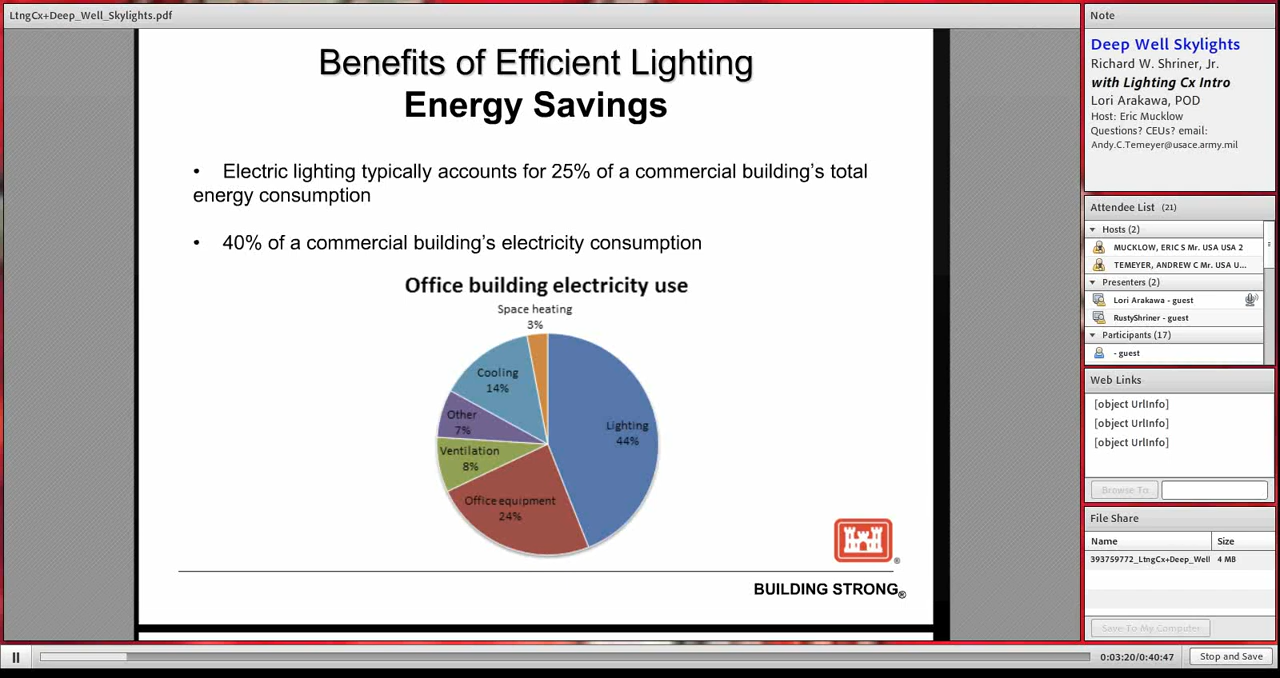 LtngCx+Deep_Well_Skylights.pdf
Benefits of Efficient Lighting
Energy Savings
• Electric lighting typically accounts for 25% of a commercial building's total
energy consumption
• 40% of a commercial building's electricity consumption
Office building electricity use
Space heating
3%
Cooling
14%
Other
7%
Ventilation
8%
Office equipment
24%
Lighting
44%
®
BUILDING STRONG®
Note
Deep Well Skylights
Richard W. Shriner, Jr.
with Lighting Cx Intro
Lori Arakawa, POD
Host: Eric Mucklow
Questions? CEUs? email:
Andy.C.Temeyer@usace.army.mil
Attendee List (21)
Hosts (2)
MUCKLOW, ERIC S Mr. USA USA 2
TEMEYER, ANDREW C Mr. USA U...
Presenters (2)
Lori Arakawa - guest
RustyShriner - guest
Participants (17)
- guest
Web Links
[object UrlInfo]
[object UrlInfo]
[object UrlInfo]
Browse To
File Share
Name Size
393759772_LtngCx+Deep_Well 4 MB
Save To My Computer
0:03:20/0:40:47 Stop and Save